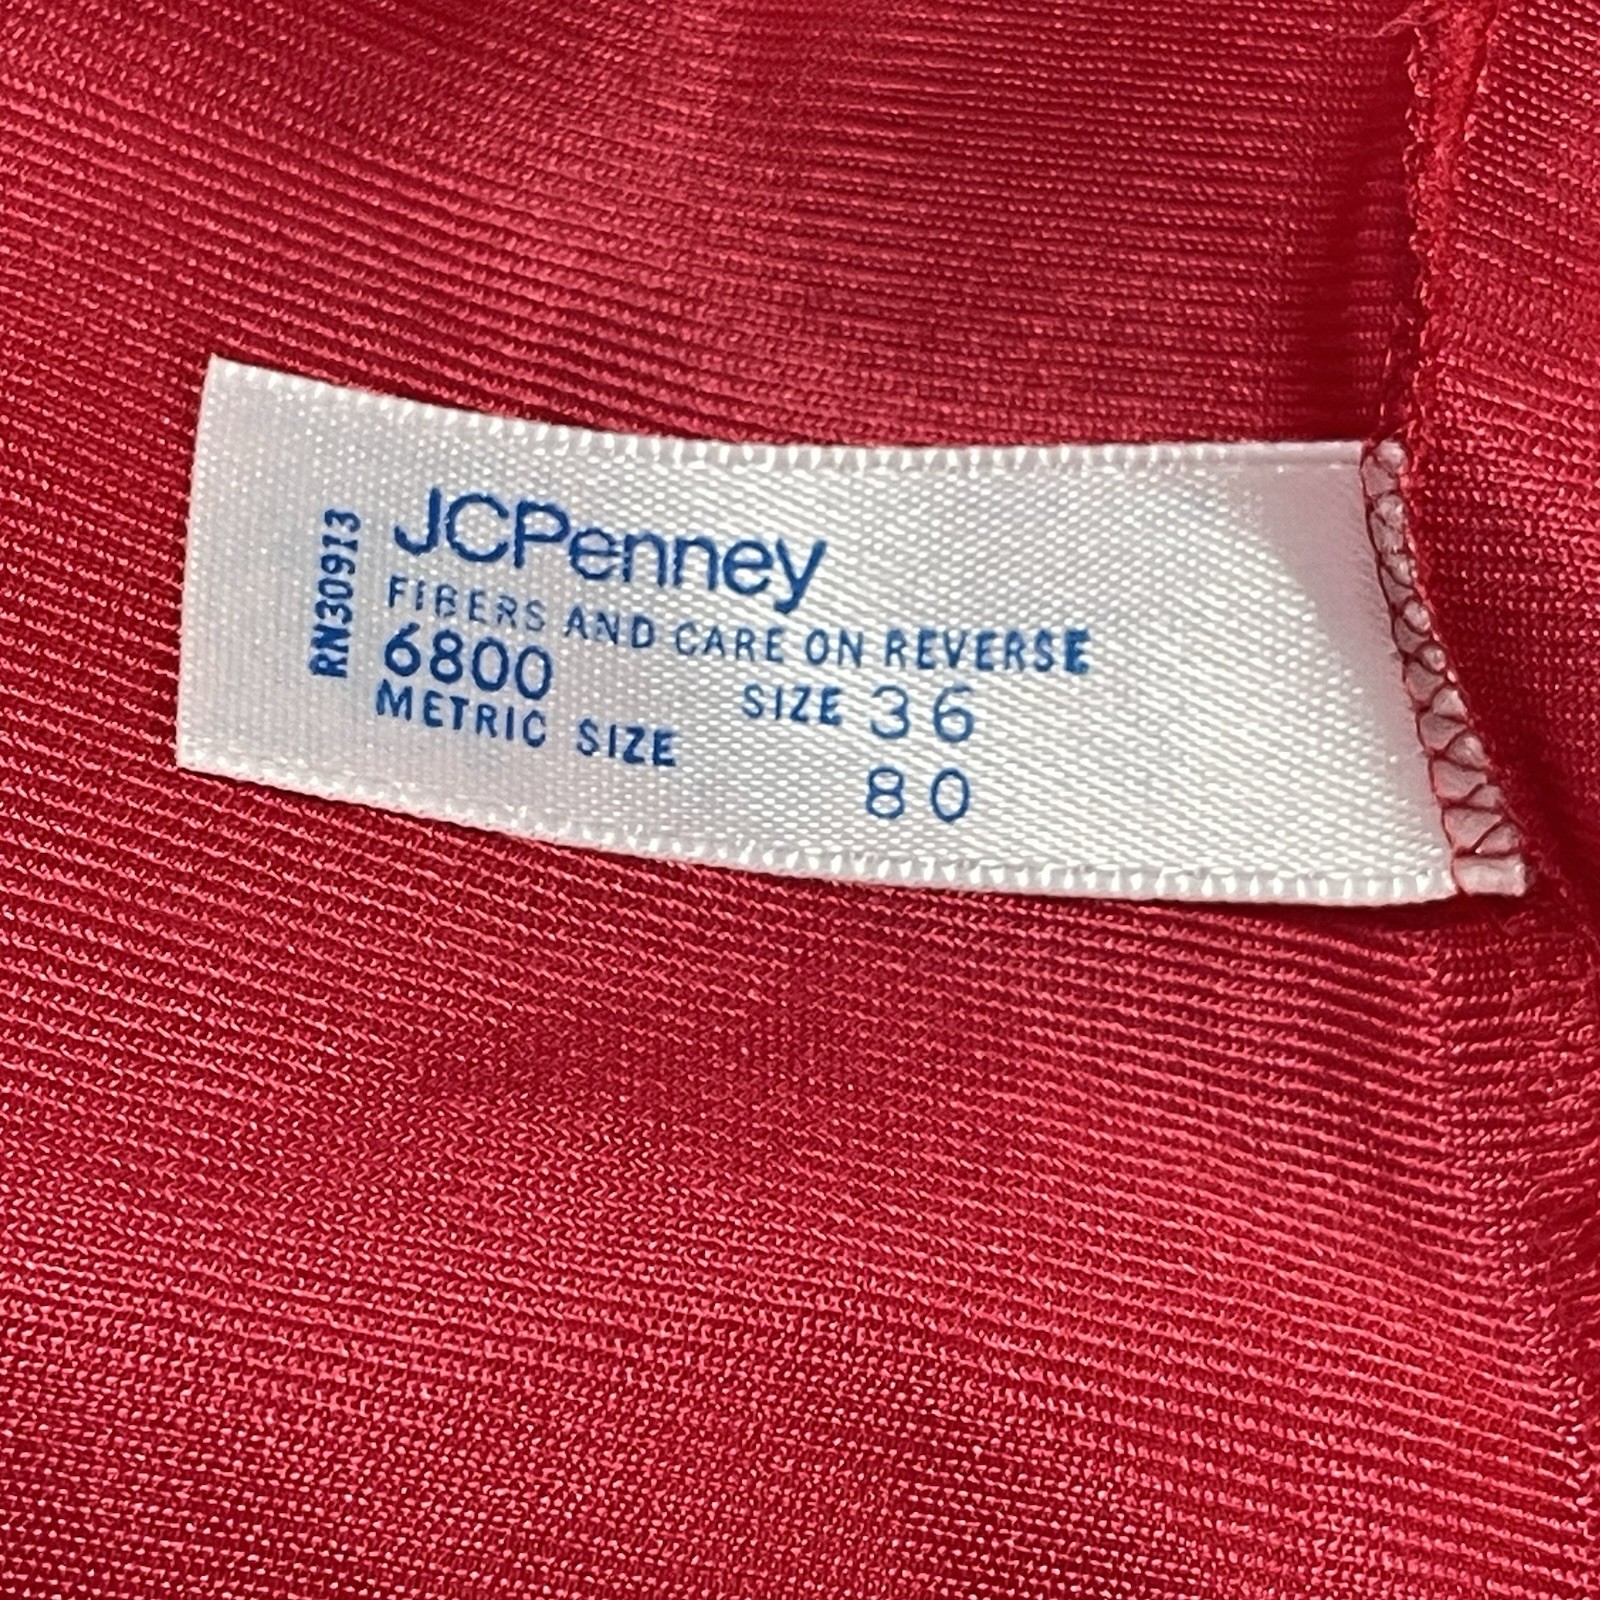 RN30913
JCPenney
FIBERS AND CARE ON REVERSE
6800 SIZE 36
METRIC SIZE 80